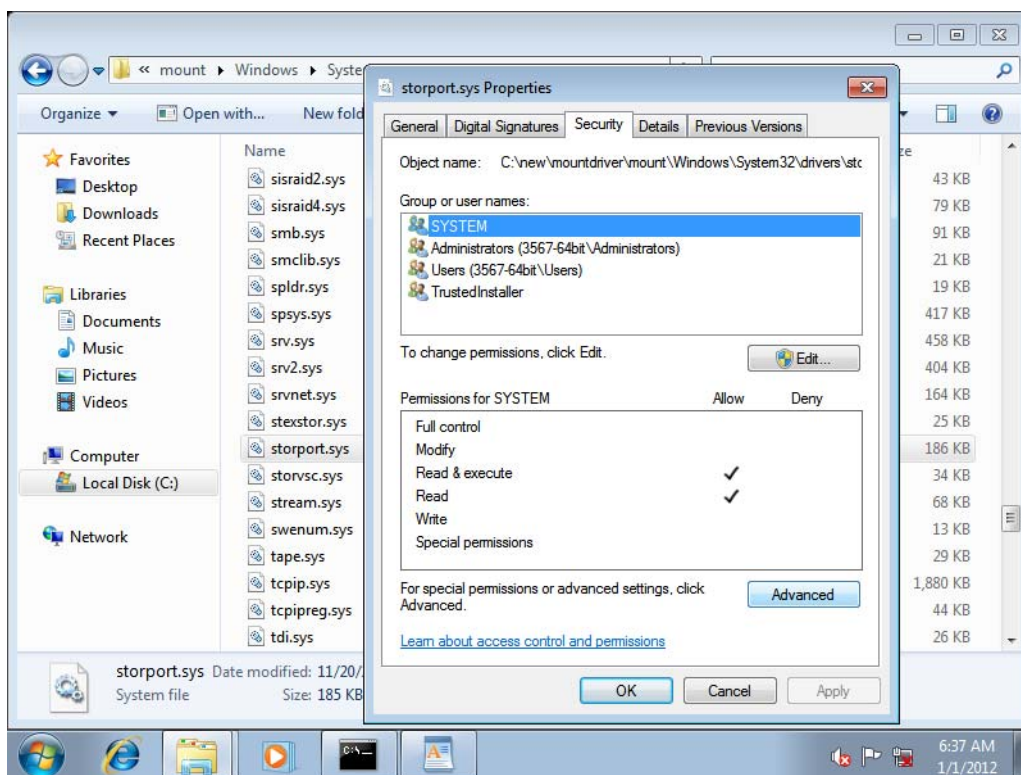 « mount ▸ Windows ▸ Syste
Organize Open with... New fold
storport.sys Properties
General Digital Signatures Security Details Previous Versions
Object name: C:\new\mountdriver\mount\Windows\System32\drivers\stc
Group or user names:
SYSTEM
Administrators (3567-64bit\Administrators)
Users (3567-64bit\Users)
TrustedInstaller
To change permissions, click Edit.
Edit...
Permissions for SYSTEM Allow Deny
Full control
Modify
Read & execute
Read
Write
Special permissions
For special permissions or advanced settings, click
Advanced.
Advanced
Learn about access control and permissions
OK Cancel Apply
Favorites
Desktop
Downloads
Recent Places
Libraries
Documents
Music
Pictures
Videos
Computer
Local Disk (C:)
Network
Name ze
sisraid2.sys 43 KB
sisraid4.sys 79 KB
smb.sys 91 KB
smclib.sys 21 KB
spldr.sys 19 KB
spsys.sys 417 KB
srv.sys 458 KB
srv2.sys 404 KB
srvnet.sys 164 KB
stexstor.sys 25 KB
storport.sys 186 KB
storvsc.sys 34 KB
stream.sys 68 KB
swenum.sys 13 KB
tape.sys 29 KB
tcpip.sys 1,880 KB
tcpipreg.sys 44 KB
tdi.sys 26 KB
storport.sys Date modified: 11/20/
System file Size: 185 KB
C:\
6:37 AM
1/1/2012